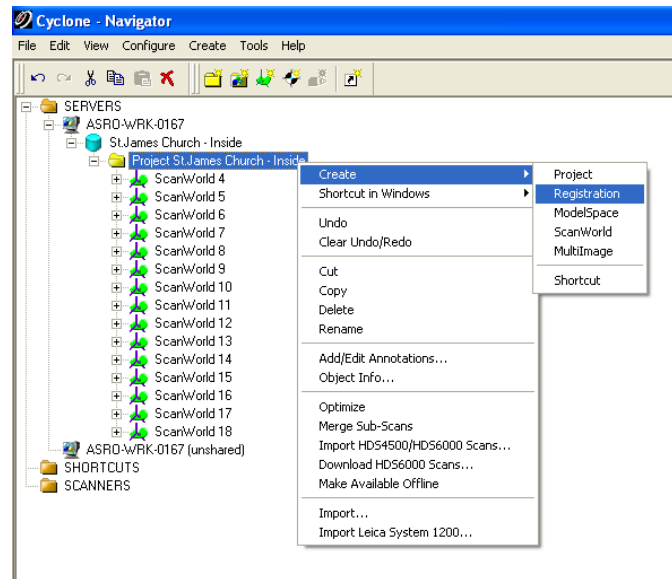 Cyclone - Navigator
File Edit View Configure Create Tools Help
SERVERS
ASRO-WRK-0167
St.James Church - Inside
Project St.James Church - Inside
ScanWorld 4
ScanWorld 5
ScanWorld 6
ScanWorld 7
ScanWorld 8
ScanWorld 9
ScanWorld 10
ScanWorld 11
ScanWorld 12
ScanWorld 13
ScanWorld 14
ScanWorld 15
ScanWorld 16
ScanWorld 17
ScanWorld 18
ASRO-WRK-0167 (unshared)
SHORTCUTS
SCANNERS
Create
Shortcut in Windows
Undo
Clear Undo/Redo
Cut
Copy
Delete
Rename
Add/Edit Annotations...
Object Info...
Optimize
Merge Sub-Scans
Import HDS4500/HDS6000 Scans...
Download HDS6000 Scans...
Make Available Offline
Import...
Import Leica System 1200...
Project
Registration
ModelSpace
ScanWorld
MultiImage
Shortcut